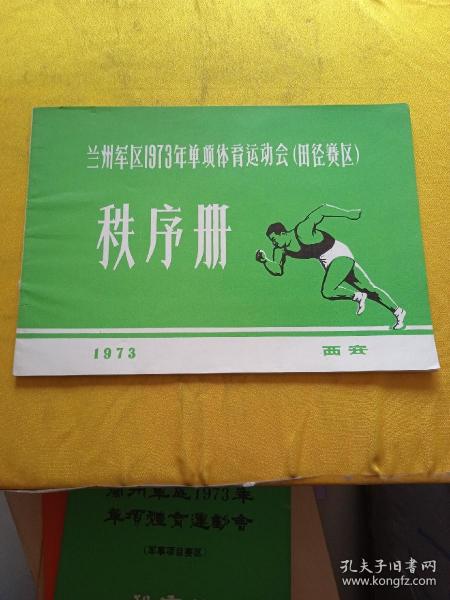 兰州军区1973年单项体育运动会(田径赛区)
秩序册
1973 西安
兰州军区1973年
单项体育运动會
孔夫子旧书网
www.kongfz.com